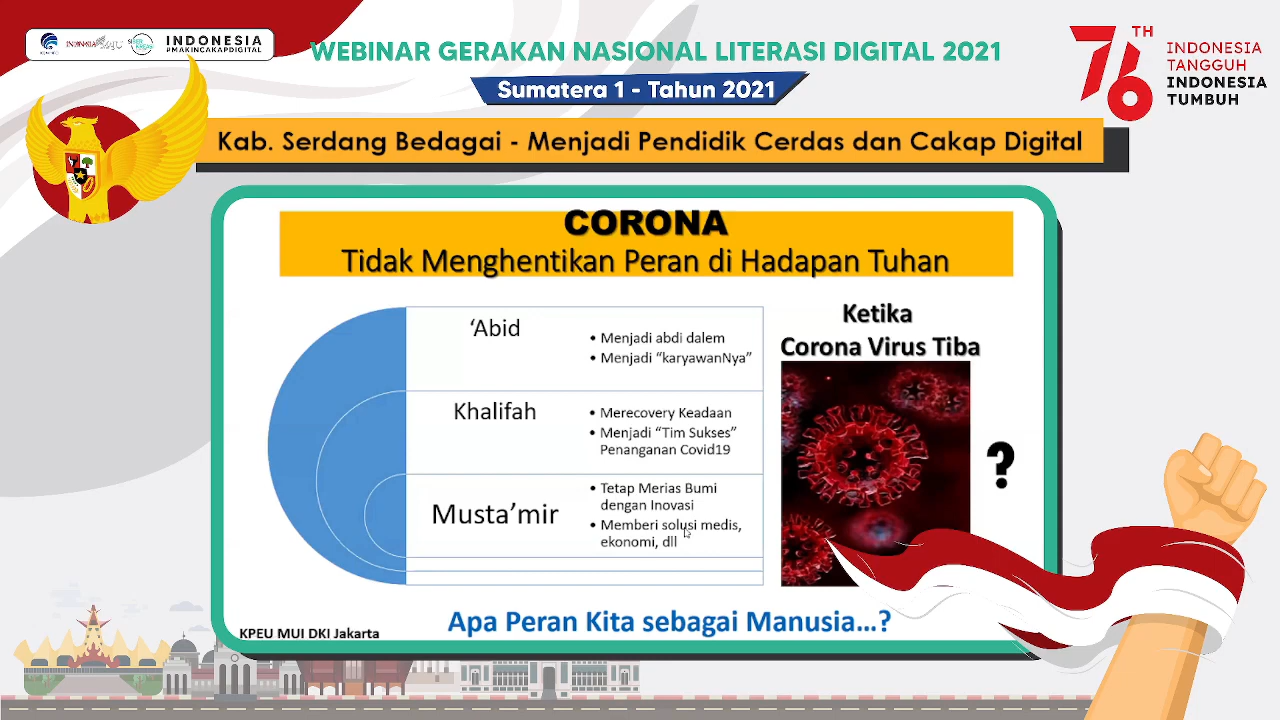 INDONESIA
#MAKINCAKAPDIGITAL
WEBINAR GERAKAN NASIONAL LITERASI DIGITAL 2021
Sumatera 1 - Tahun 2021
76TH
INDONESIA
TANGGUH
INDONESIA
TUMBUH
Kab. Serdang Bedagai - Menjadi Pendidik Cerdas dan Cakap Digital
CORONA
Tidak Menghentikan Peran di Hadapan Tuhan
‘Abid
• Menjadi abdi dalem
• Menjadi “karyawanNya”
Khalifah
• Merecovery Keadaan
• Menjadi “Tim Sukses”
Penanganan Covid19
Musta’mir
• Tetap Merias Bumi
dengan Inovasi
• Memberi solusi medis,
ekonomi, dll
Ketika
Corona Virus Tiba
?
Apa Peran Kita sebagai Manusia...?
KPEU MUI DKI Jakarta